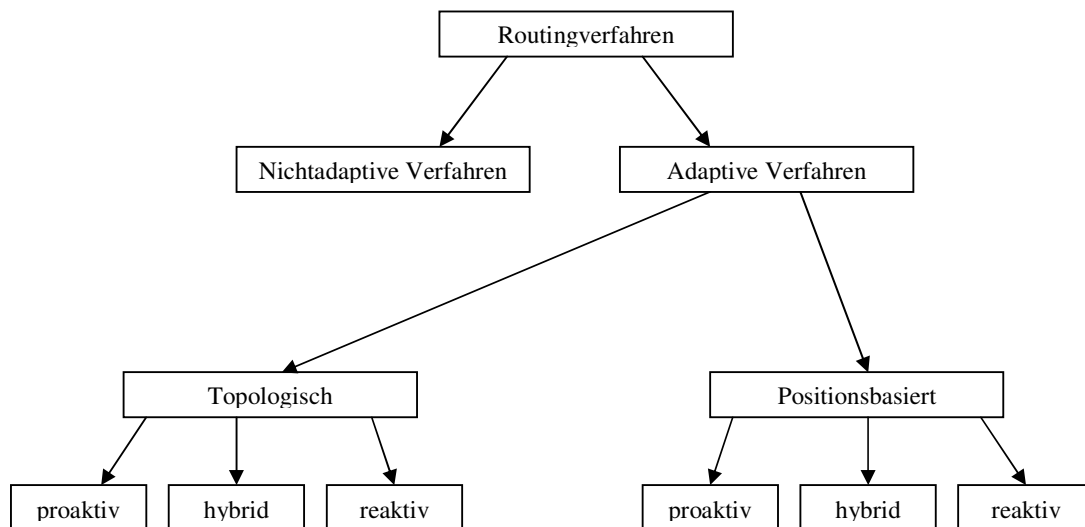 Routingverfahren
Nichtadaptive Verfahren
Adaptive Verfahren
Topologisch
Positionsbasiert
proaktiv
hybrid
reaktiv
proaktiv
hybrid
reaktiv